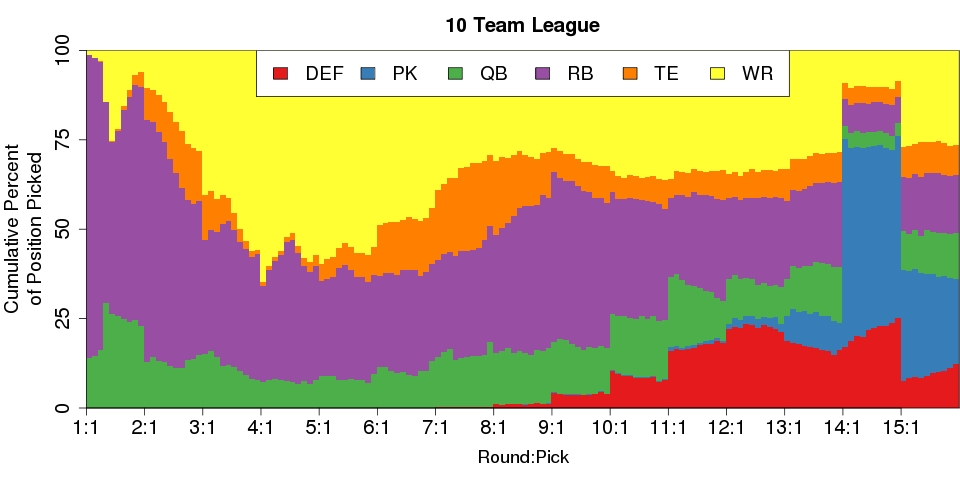 10 Team League
DEF PK QB RB TE WR
Cumulative Percent
of Position Picked
100
75
50
25
0
1:1 2:1 3:1 4:1 5:1 6:1 7:1 8:1 9:1 10:1 11:1 12:1 13:1 14:1 15:1
Round:Pick